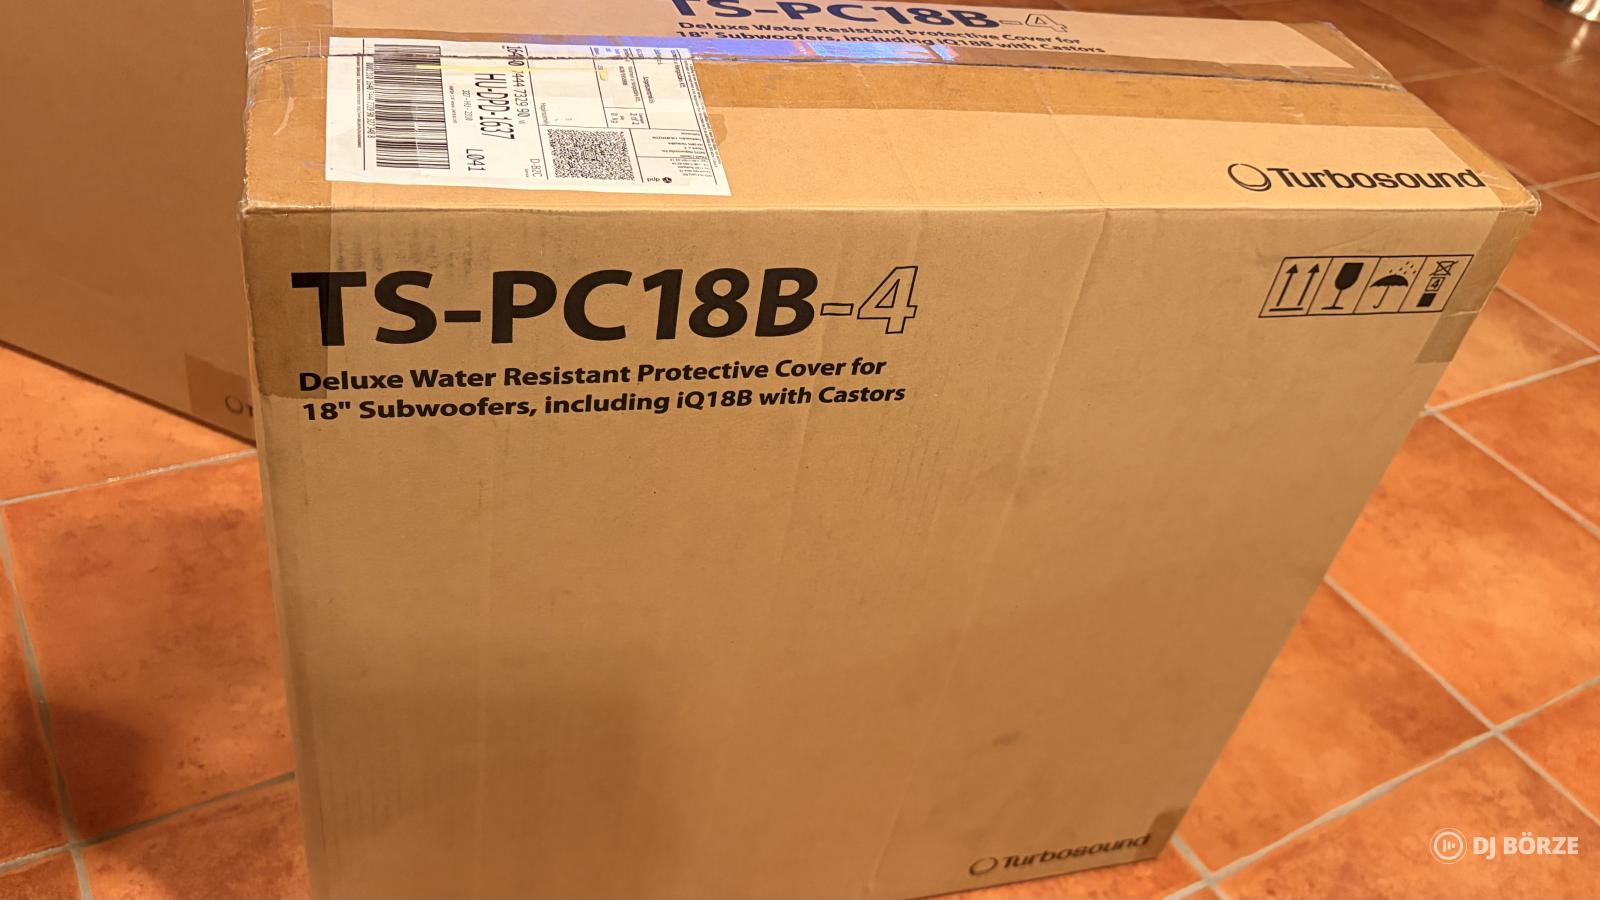 TS-PC18B-4
Deluxe Water Resistant Protective Cover for
18" Subwoofers, including iQ18B with Castors
HU-DPD-1637
L041
D-B2C
dpd
Turbosound
TS-PC18B-4
Deluxe Water Resistant Protective Cover for
18" Subwoofers, including iQ18B with Castors
Turbosound
DJ BÖRZE